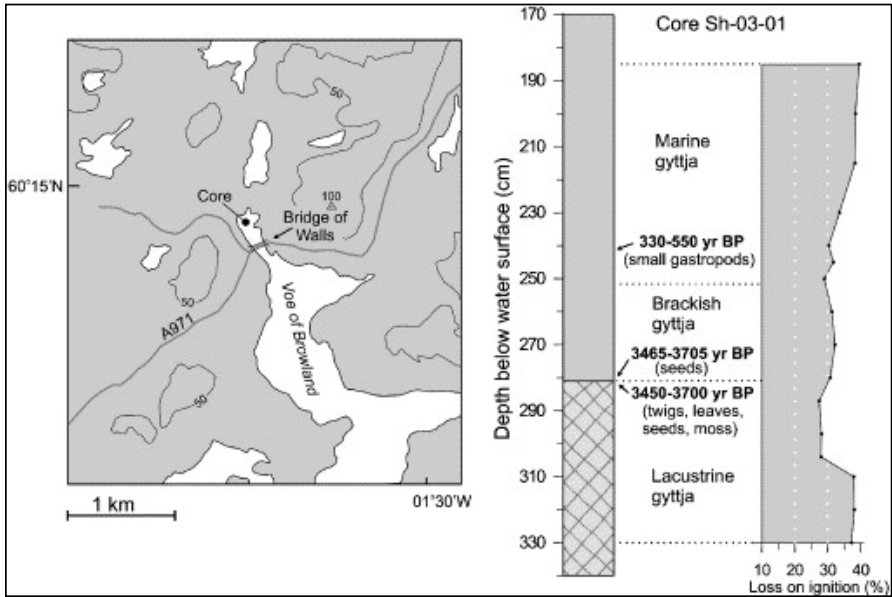 50
60°15'N
Core
100
Bridge of
Walls
50
A971
Voe of Browland
50
1 km
01°30'W
Core Sh-03-01
Depth below water surface (cm)
170
190
210
230
250
270
290
310
330
Marine
gyttja
330-550 yr BP
(small gastropods)
Brackish
gyttja
3465-3705 yr BP
(seeds)
3450-3700 yr BP
(twigs, leaves,
seeds, moss)
Lacustrine
gyttja
10 20 30 40
Loss on ignition (%)